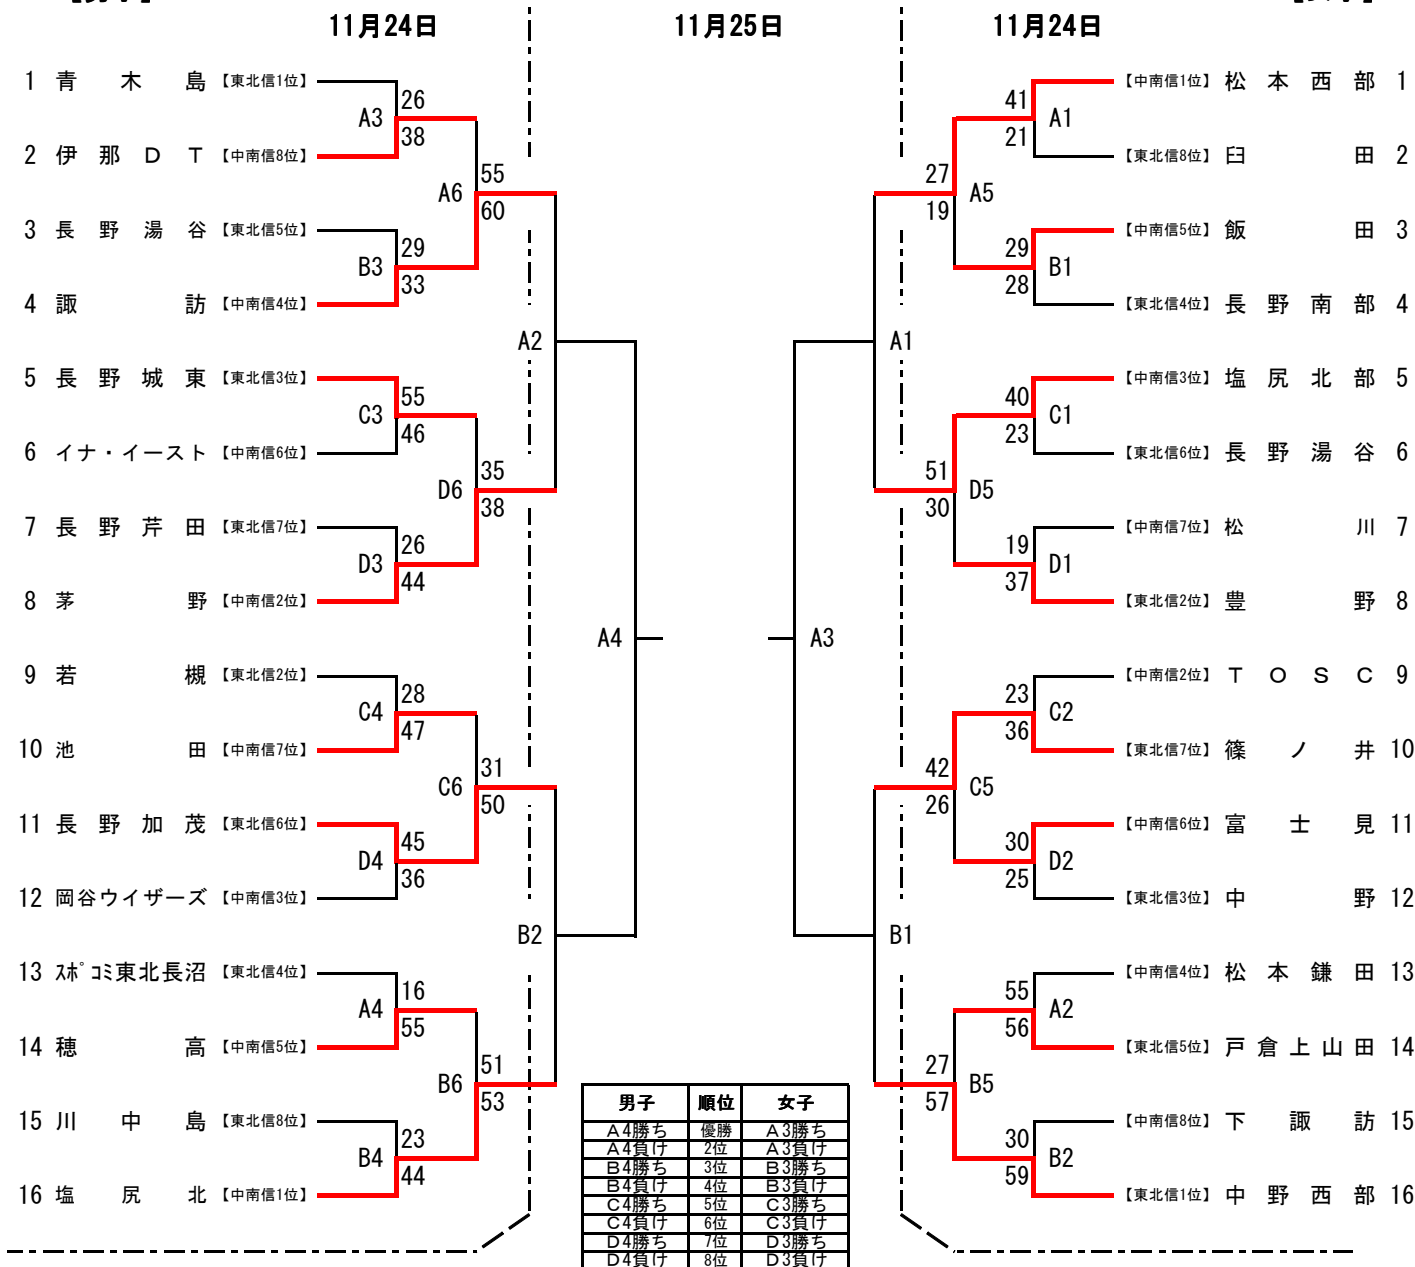 11月24日 11月25日 11月24日
1 青木島 【東北信1位】 【中南信1位】 松本西部 1
26 41
A3 A1
38 21
2 伊那DT 【中南信8位】 【東北信8位】 臼田 2
55 27
A6 A5
60 19
3 長野湯谷 【東北信5位】 【中南信5位】 飯田 3
29 29
B3 B1
33 28
4 諏訪 【中南信4位】 【東北信4位】 長野南部 4
A2 A1
5 長野城東 【東北信3位】 【中南信3位】 塩尻北部 5
55 40
C3 C1
46 23
6 イナ・イースト 【中南信6位】 【東北信6位】 長野湯谷 6
35 51
D6 D5
38 30
7 長野芹田 【東北信7位】 【中南信7位】 松川 7
26 19
D3 D1
44 37
8 茅野 【中南信2位】 【東北信2位】 豊野 8
A4 A3
9 若槻 【東北信2位】 【中南信2位】 TOSC 9
28 23
C4 C2
47 36
10 池田 【中南信7位】 【東北信7位】 篠ノ井 10
31 42
C6 C5
50 26
11 長野加茂 【東北信6位】 【中南信6位】 富士見 11
45 30
D4 D2
36 25
12 岡谷ウイザーズ 【中南信3位】 【東北信3位】 中野 12
B2 B1
13 スポコミ東北長沼 【東北信4位】 【中南信4位】 松本鎌田 13
16 55
A4 A2
55 56
14 穂高 【中南信5位】 【東北信5位】 戸倉上山田 14
51 27
B6 B5
53 57
15 川中島 【東北信8位】 【中南信8位】 下諏訪 15
23 30
B4 B2
44 59
16 塩尻北 【中南信1位】 【東北信1位】 中野西部 16
男子 順位 女子
A4勝ち 優勝 A3勝ち
A4負け 2位 A3負け
B4勝ち 3位 B3勝ち
B4負け 4位 B3負け
C4勝ち 5位 C3勝ち
C4負け 6位 C3負け
D4勝ち 7位 D3勝ち
D4負け 8位 D3負け